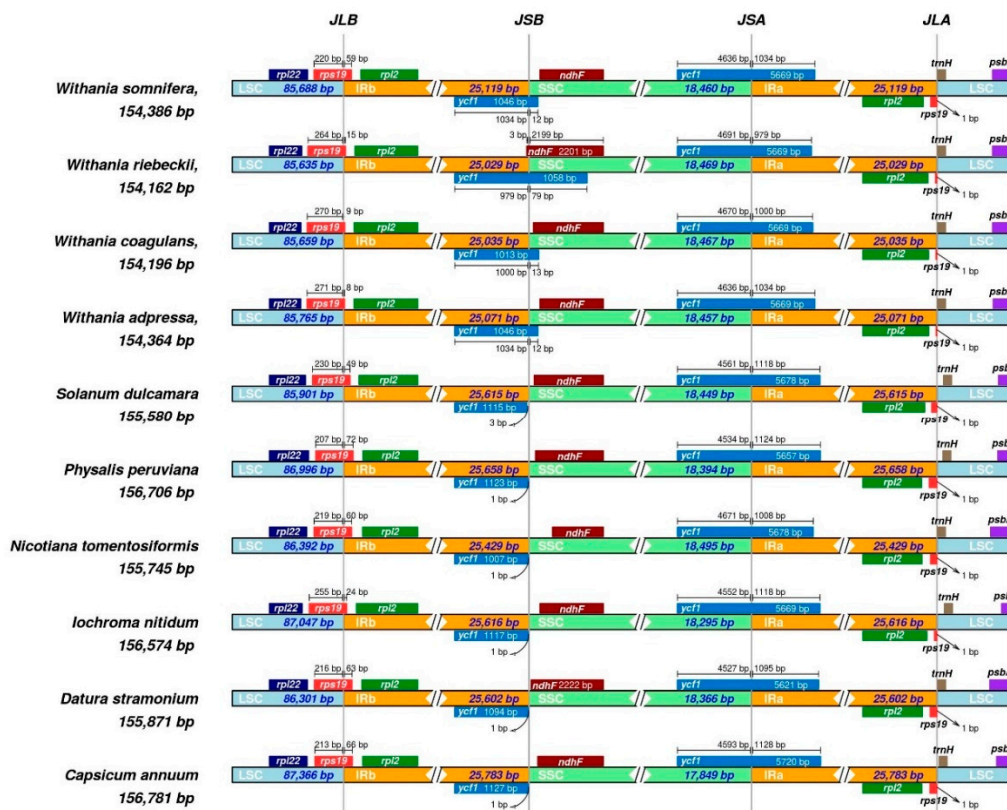 JLB JSB JSA JLA
220 bp 59 bp 4636 bp 1034 bp trnH psb
rpl22 rps19 rpl2 ndhF ycf1 5669 bp
Withania somnifera, LSC 85,688 bp IRb 25,119 bp SSC 18,460 bp IRa 25,119 bp LSC
154,386 bp ycf1 1046 bp rpl2 rps19 1 bp
1034 bp 12 bp
264 bp 15 bp 3 bp 2199 bp 4691 bp 979 bp trnH psb
rpl22 rps19 rpl2 ndHF 2201 bp ycf1 5669 bp
Withania riebeckii, LSC 85,635 bp IRb 25,029 bp SSC 18,469 bp IRa 25,029 bp LSC
154,162 bp ycf1 1058 bp rpl2 rps19 1 bp
979 bp 79 bp
270 bp 9 bp 4670 bp 1000 bp trnH psb
rpl22 rps19 rpl2 ndhF ycf1 5669 bp
Withania coagulans, LSC 85,659 bp IRb 25,035 bp SSC 18,467 bp IRa 25,035 bp LSC
154,196 bp ycf1 1013 bp rpl2 rps19 1 bp
1000 bp 13 bp
271 bp 8 bp 4636 bp 1034 bp trnH psb
rpl22 rps19 rpl2 ndhF ycf1 5669 bp
Withania adpressa, LSC 85,765 bp IRb 25,071 bp SSC 18,457 bp IRa 25,071 bp LSC
154,364 bp ycf1 1046 bp rpl2 rps19 1 bp
1034 bp 12 bp
230 bp 49 bp 4561 bp 1118 bp trnH psb
rpl22 rps19 rpl2 ndhF ycf1 5678 bp
Solanum dulcamara LSC 85,901 bp IRb 25,615 bp SSC 18,449 bp IRa 25,615 bp LSC
155,580 bp ycf1 1115 bp rpl2 rps19 1 bp
3 bp
207 bp 72 bp 4534 bp 1124 bp trnH psb
rpl22 rps19 rpl2 ndhF ycf1 5657 bp
Physalis peruviana LSC 86,996 bp IRb 25,658 bp SSC 18,394 bp IRa 25,658 bp LSC
156,706 bp ycf1 1123 bp rpl2 rps19 1 bp
1 bp
219 bp 60 bp 4671 bp 1008 bp trnH psb
rpl22 rps19 rpl2 ndhF ycf1 5678 bp
Nicotiana tomentosiformis LSC 86,392 bp IRb 25,429 bp SSC 18,495 bp IRa 25,429 bp LSC
155,745 bp ycf1 1007 bp rpl2 rps19 1 bp
1 bp
255 bp 24 bp 4552 bp 1118 bp trnH psb
rpl22 rps19 rpl2 ndhF ycf1 5669 bp
Iochroma nitidum LSC 87,047 bp IRb 25,616 bp SSC 18,295 bp IRa 25,616 bp LSC
156,574 bp ycf1 1117 bp rpl2 rps19 1 bp
1 bp
216 bp 63 bp 4527 bp 1095 bp trnH psb
rpl22 rps19 rpl2 ndhF 2222 bp ycf1 5621 bp
Datura stramonium LSC 86,301 bp IRb 25,602 bp SSC 18,366 bp IRa 25,602 bp LSC
155,871 bp ycf1 1094 bp rpl2 rps19 1 bp
1 bp
213 bp 66 bp 4593 bp 1128 bp trnH psb
rpl22 rps19 rpl2 ndhF ycf1 5720 bp
Capsicum annuum LSC 87,366 bp IRb 25,783 bp SSC 17,849 bp IRa 25,783 bp LSC
156,781 bp ycf1 1127 bp rpl2 rps19 1 bp
1 bp